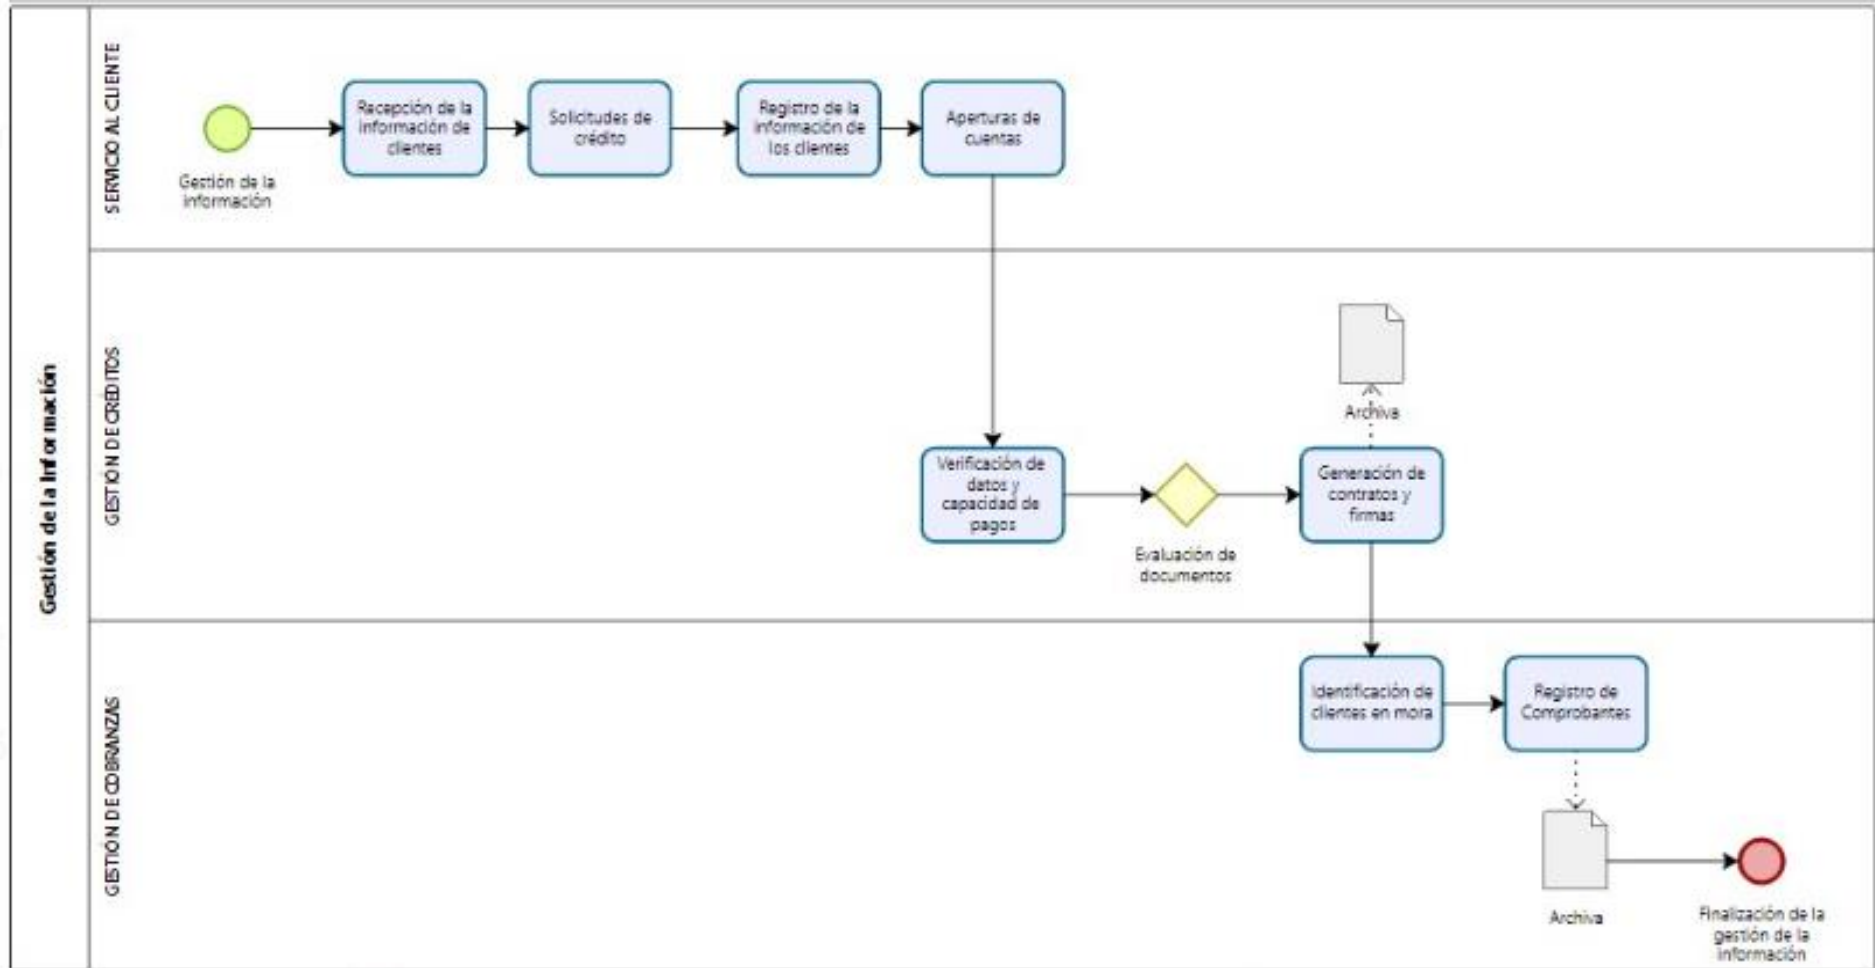 Gestión de la Información
SERVICIO AL CLIENTE
Gestión de la
información
Recepción de la
información de
clientes
Solicitudes de
crédito
Registro de la
información de
los clientes
Aperturas de
cuentas
GESTIÓN DE CRÉDITOS
Verificación de
datos y
capacidad de
pagos
Evaluación de
documentos
Archiva
Generación de
contratos y
firmas
GESTIÓN DE COBRANZAS
Identificación de
clientes en mora
Registro de
Comprobantes
Archiva
Finalización de la
gestión de la
información